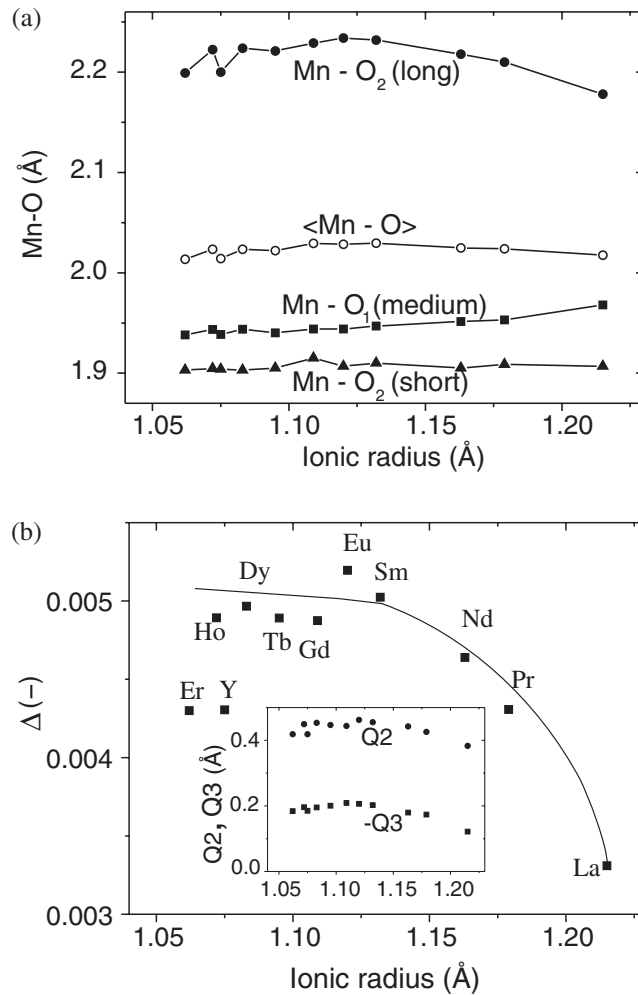 (a)
2.2
2.1
2.0
1.9
Mn-O (Å)
Mn - O2 (long)
<Mn - O>
Mn - O1 (medium)
Mn - O2 (short)
1.05 1.10 1.15 1.20
Ionic radius (Å)
(b)
0.005
0.004
0.003
Δ (–)
Eu
Dy Sm
Ho Tb Gd Nd
Er Y Pr
La
Q2, Q3 (Å)
0.4
0.2
0.0
Q2
-Q3
1.05 1.10 1.15 1.20
1.05 1.10 1.15 1.20
Ionic radius (Å)